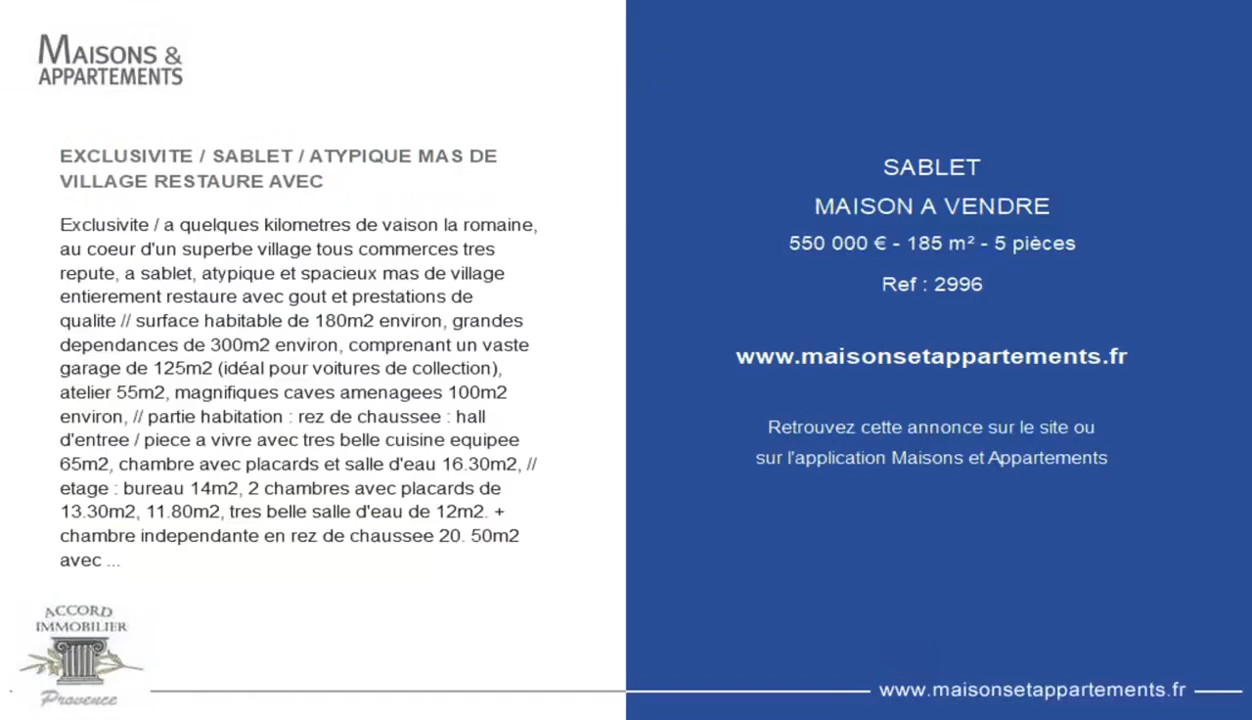 MAISONS &
APPARTEMENTS
EXCLUSIVITE / SABLET / ATYPIQUE MAS DE
VILLAGE RESTAURE AVEC
Exclusivite / a quelques kilometres de vaison la romaine,
au coeur d'un superbe village tous commerces tres
repute, a sablet, atypique et spacieux mas de village
entierement restaure avec gout et prestations de
qualite // surface habitable de 180m2 environ, grandes
dependances de 300m2 environ, comprenant un vaste
garage de 125m2 (idéal pour voitures de collection),
atelier 55m2, magnifiques caves amenagees 100m2
environ, // partie habitation : rez de chaussee : hall
d'entree / piece a vivre avec tres belle cuisine equipee
65m2, chambre avec placards et salle d'eau 16.30m2, //
etage : bureau 14m2, 2 chambres avec placards de
13.30m2, 11.80m2, tres belle salle d'eau de 12m2. +
chambre independante en rez de chaussee 20. 50m2
avec ...
ACCORD
IMMOBILIER
Provence
SABLET
MAISON A VENDRE
550 000 € - 185 m² - 5 pièces
Ref : 2996
www.maisonsetappartements.fr
Retrouvez cette annonce sur le site ou
sur l'application Maisons et Appartements
www.maisonsetappartements.fr